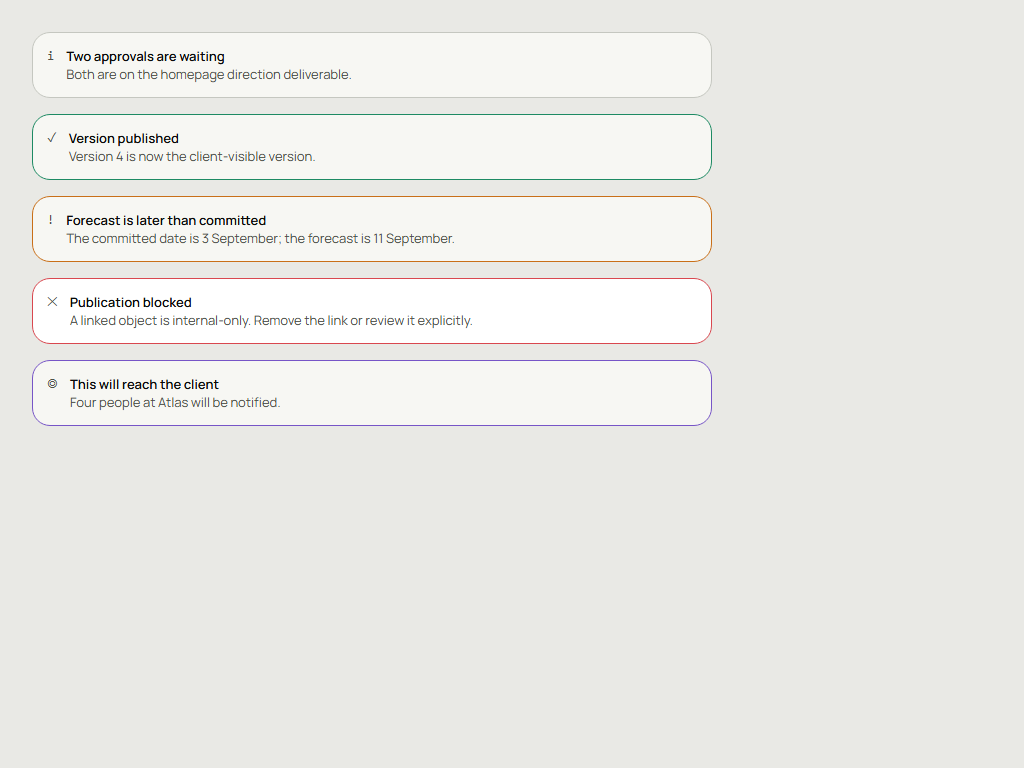 i Two approvals are waiting
Both are on the homepage direction deliverable.
✓ Version published
Version 4 is now the client-visible version.
! Forecast is later than committed
The committed date is 3 September; the forecast is 11 September.
✕ Publication blocked
A linked object is internal-only. Remove the link or review it explicitly.
◎ This will reach the client
Four people at Atlas will be notified.